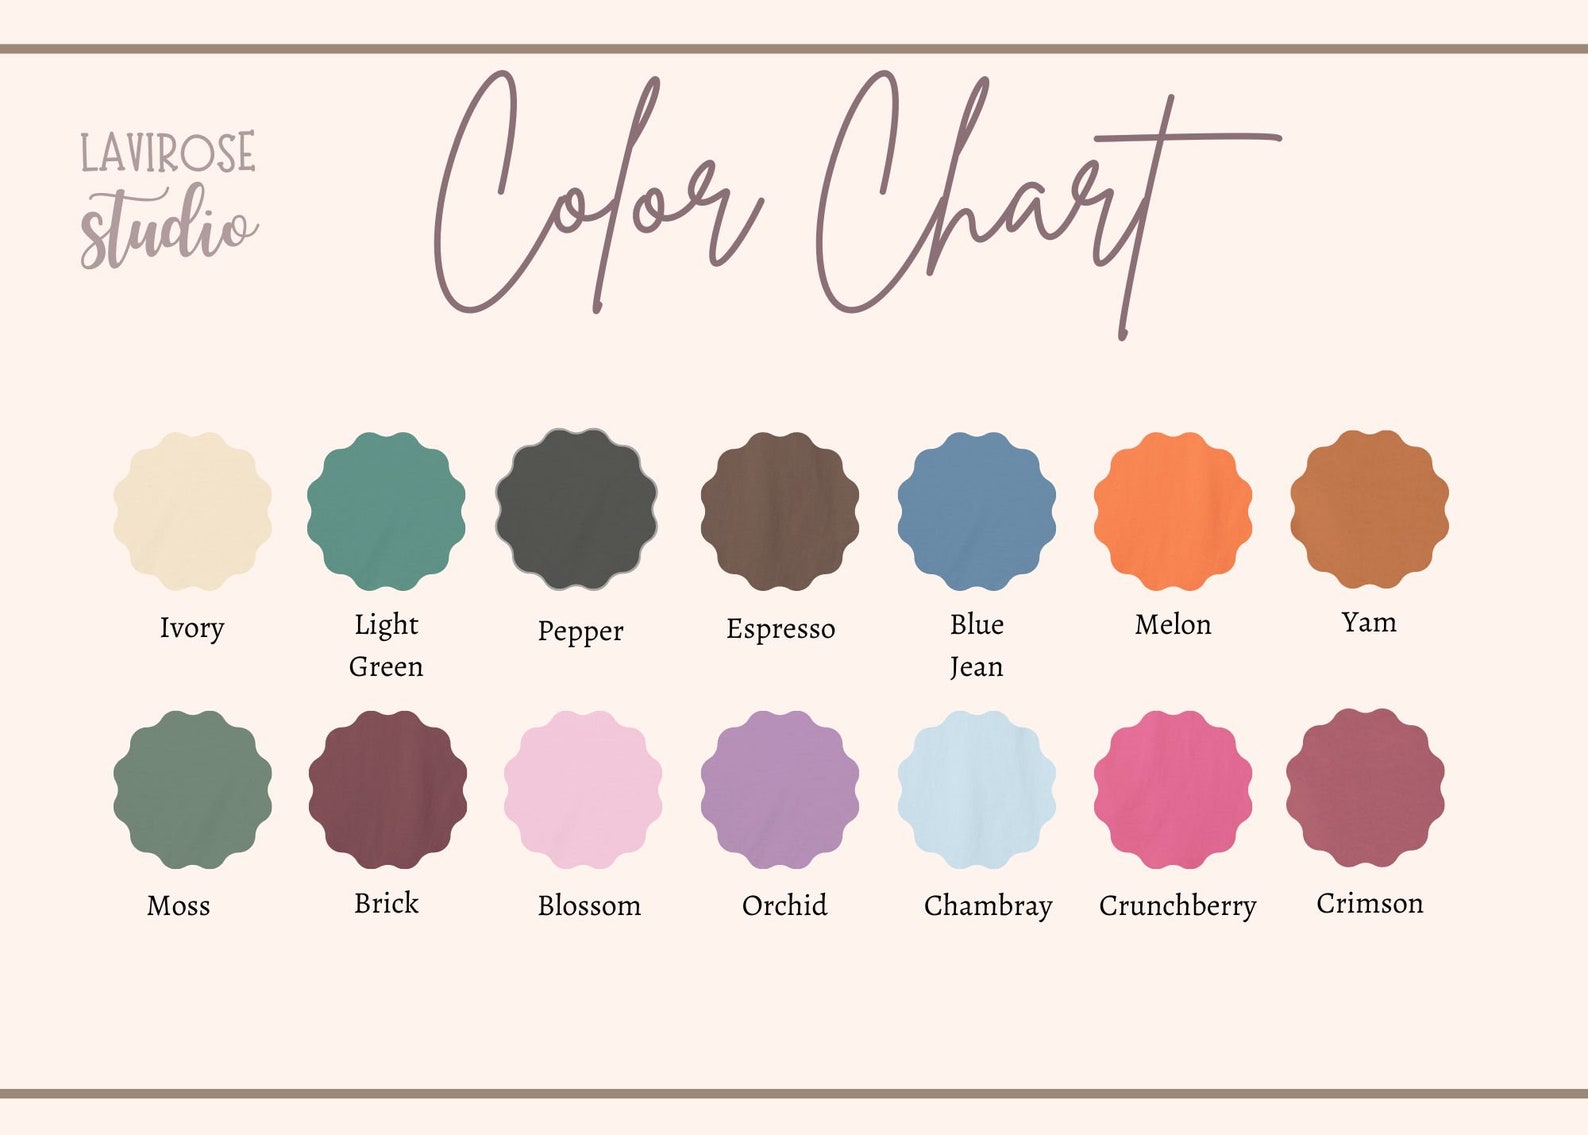 LAVIROSE
studio
Color Chart
Ivory
Light
Green
Pepper
Espresso
Blue
Jean
Melon
Yam
Moss
Brick
Blossom
Orchid
Chambray
Crunchberry
Crimson